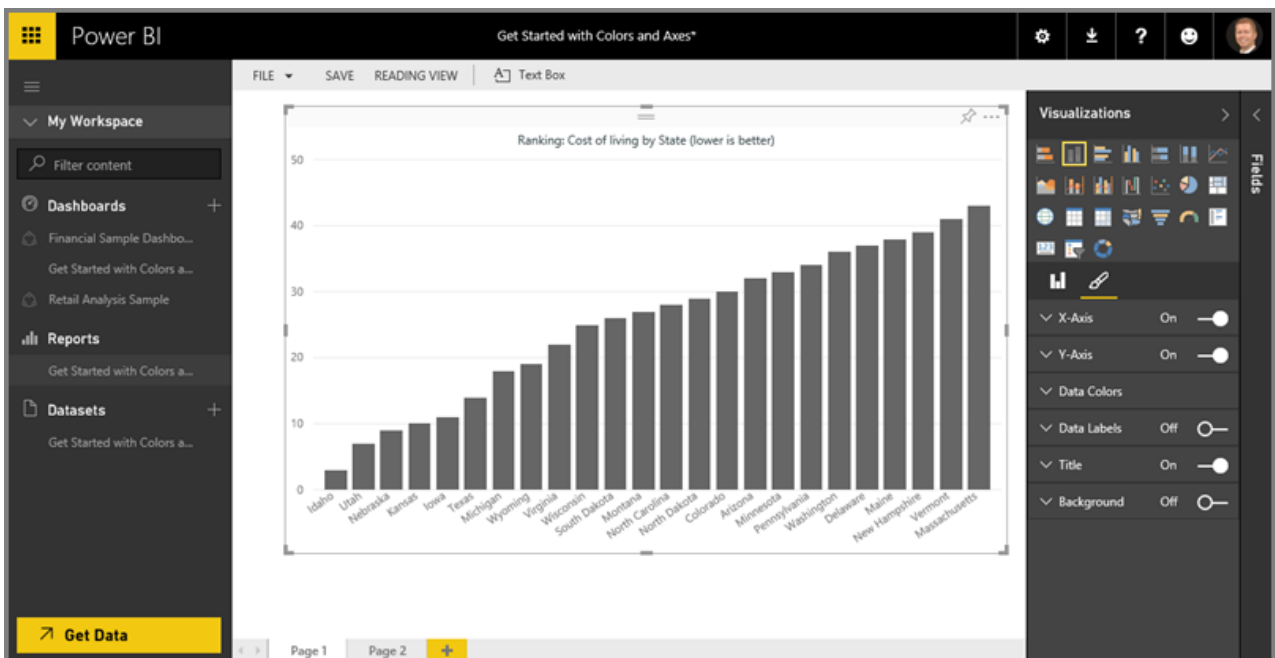 Power BI
Get Started with Colors and Axes*
?
FILE
SAVE
READING VIEW
A
Text Box
My Workspace
Filter content
Dashboards
+
Financial Sample Dashbo...
Get Started with Colors a...
Retail Analysis Sample
Reports
Get Started with Colors a...
Datasets
+
Get Started with Colors a...
Get Data
...
Ranking: Cost of living by State (lower is better)
50
40
30
20
10
0
Idaho
Utah
Nebraska
Kansas
Iowa
Texas
Michigan
Wyoming
Virginia
Wisconsin
South Dakota
Montana
North Carolina
North Dakota
Colorado
Arizona
Minnesota
Pennsylvania
Washington
Delaware
Maine
New Hampshire
Vermont
Massachusetts
Page 1
Page 2
+
Visualizations
>
<
Fields
123
X-Axis On
Y-Axis On
Data Colors
Data Labels Off
Title On
Background Off